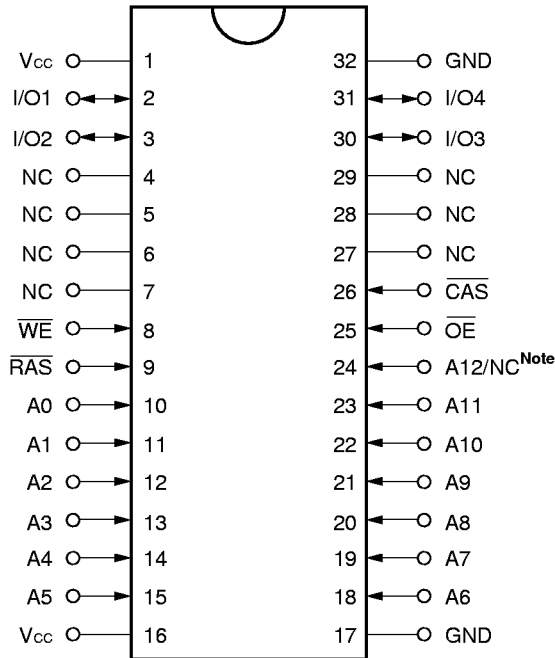 Vcc 1 32 GND
I/O1 2 31 I/O4
I/O2 3 30 I/O3
NC 4 29 NC
NC 5 28 NC
NC 6 27 NC
NC 7 26 CAS
WE 8 25 OE
RAS 9 24 A12/NC Note
A0 10 23 A11
A1 11 22 A10
A2 12 21 A9
A3 13 20 A8
A4 14 19 A7
A5 15 18 A6
Vcc 16 17 GND